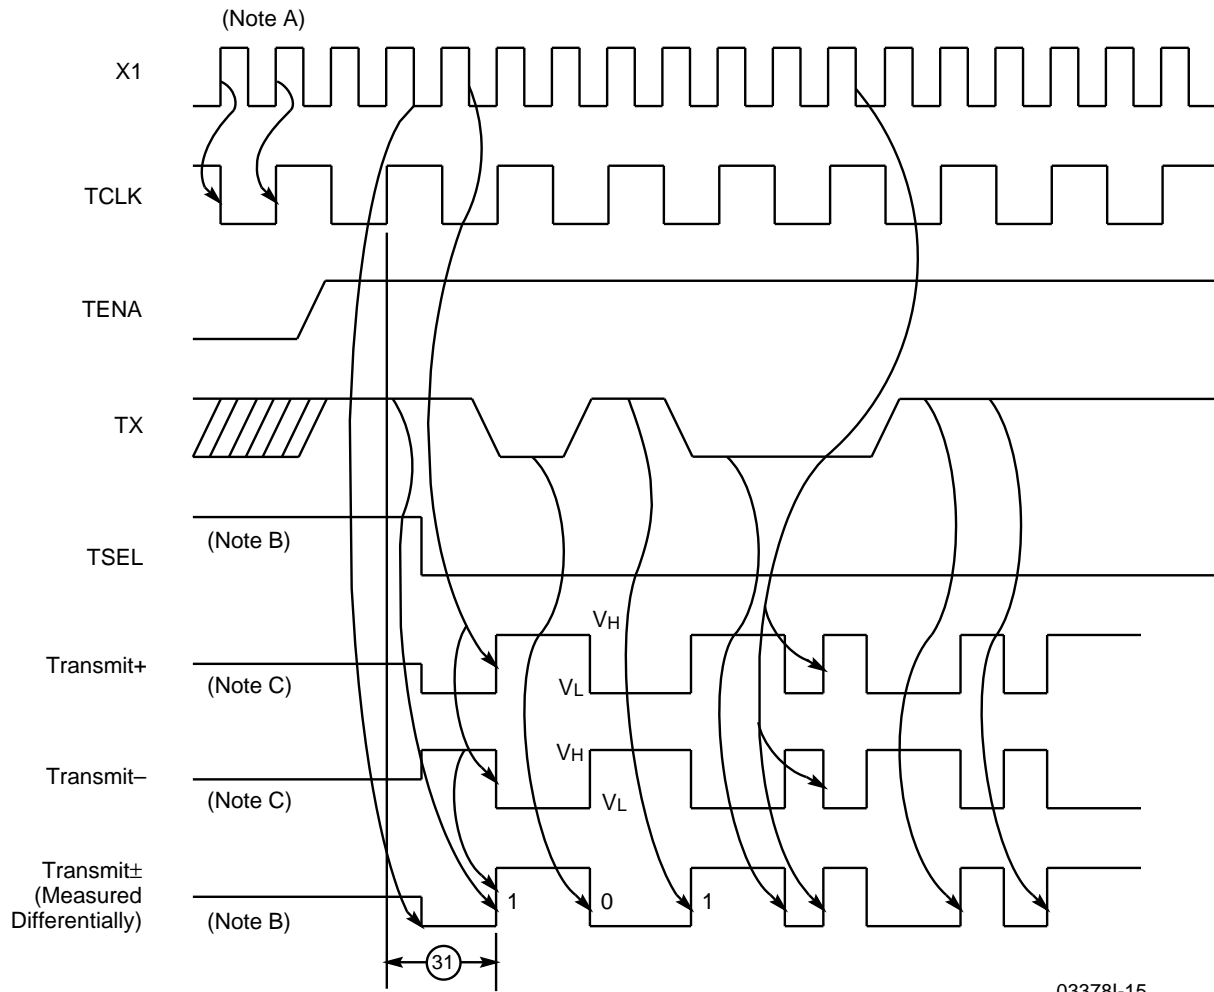 (Note A)
X1
TCLK
TENA
TX
(Note B)
TSEL
VH
Transmit+
(Note C)
VL
VH
Transmit–
(Note C)
VL
Transmit±
(Measured
Differentially)
(Note B)
1
0
1
31
03378I-15